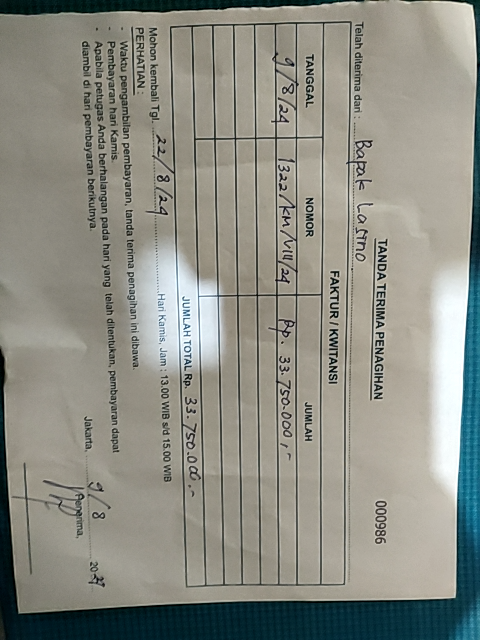 TANDA TERIMA PENAGIHAN
000986
Telah diterima dari : Bapak Lasino
FAKTUR / KWITANSI
TANGGAL NOMOR JUMLAH
9/8/24 1322/KM/VIII/24 Rp. 33.750.000,-
JUMLAH TOTAL Rp. 33.750.000.-
Mohon kembali Tgl. 22/8/24 Hari Kamis, Jam : 13.00 WIB s/d 15.00 WIB
PERHATIAN :
- Waktu pengambilan pembayaran, tanda terima penagihan ini dibawa.
- Pembayaran hari Kamis.
- Apabila petugas Anda berhalangan pada hari yang telah ditentukan, pembayaran dapat
diambil di hari pembayaran berikutnya.
Jakarta, 9/8 2024
Penerima,